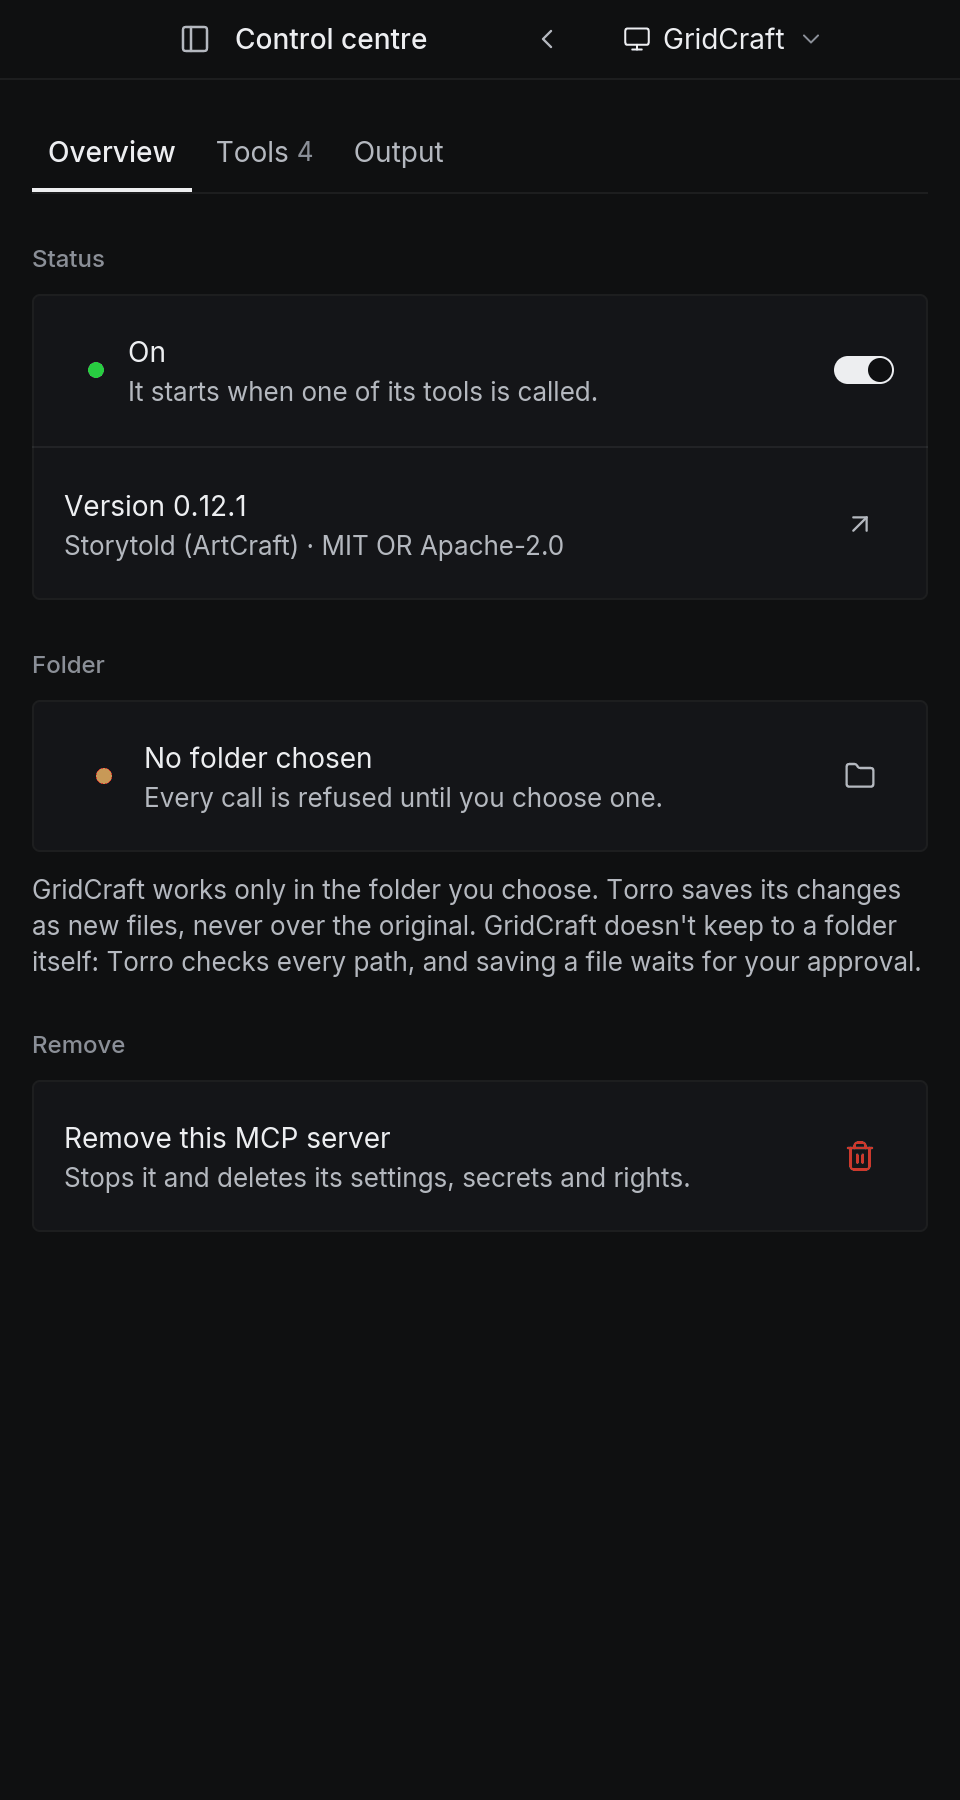 Control centre
GridCraft
Overview
Tools 4
Output
Status
On
It starts when one of its tools is called.
Version 0.12.1
Storytold (ArtCraft) · MIT OR Apache-2.0
Folder
No folder chosen
Every call is refused until you choose one.
GridCraft works only in the folder you choose. Torro saves its changes
as new files, never over the original. GridCraft doesn't keep to a folder
itself: Torro checks every path, and saving a file waits for your approval.
Remove
Remove this MCP server
Stops it and deletes its settings, secrets and rights.